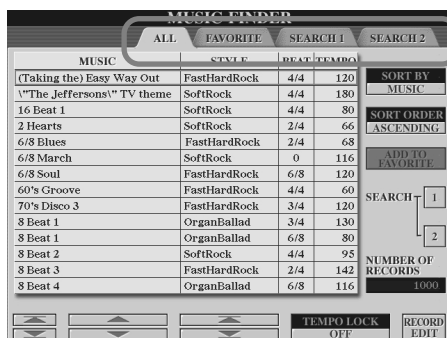 MUSIC FINDER
ALL FAVORITE SEARCH 1 SEARCH 2
MUSIC STYLE BEAT TEMPO
(Taking the) Easy Way Out FastHardRock 4/4 120
\"The Jeffersons\" TV theme SoftRock 4/4 180
16 Beat 1 SoftRock 4/4 80
2 Hearts SoftRock 2/4 66
6/8 Blues FastHardRock 2/4 68
6/8 March SoftRock 0 116
6/8 Soul FastHardRock 6/8 120
60's Groove FastHardRock 4/4 60
70's Disco 3 FastHardRock 3/4 120
8 Beat 1 OrganBallad 3/4 130
8 Beat 1 OrganBallad 6/8 80
8 Beat 2 SoftRock 4/4 95
8 Beat 3 FastHardRock 2/4 142
8 Beat 4 OrganBallad 6/8 116
SORT BY
MUSIC
SORT ORDER
ASCENDING
ADD TO
FAVORITE
SEARCH 1
2
NUMBER OF
RECORDS
1000
TEMPO LOCK
OFF
RECORD
EDIT